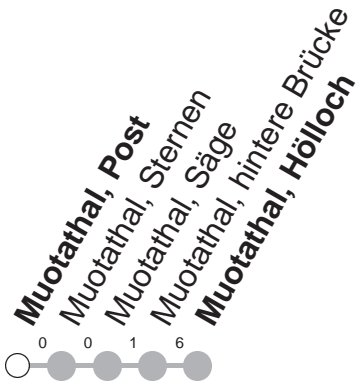 Muotathal, Post
Muotathal, Sternen
Muotathal, Säge
Muotathal, hintere Brücke
Muotathal, Hölloch
0 0 1 6